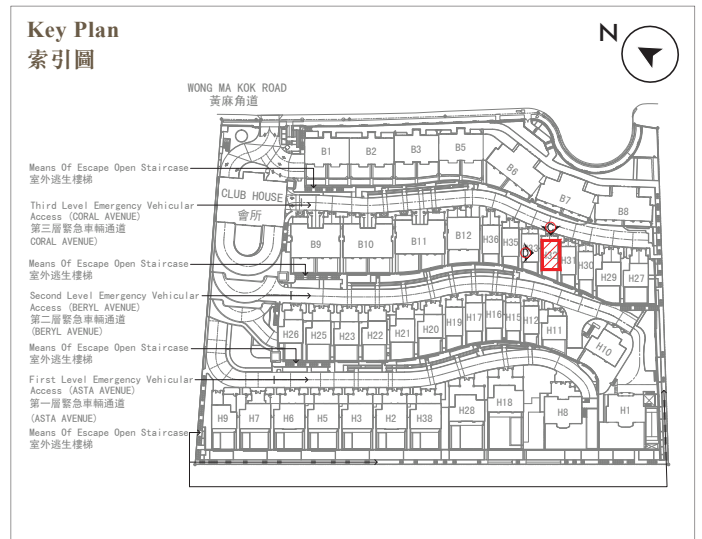 Key Plan
索引圖
N
WONG MA KOK ROAD
黃麻角道
Means Of Escape Open Staircase
室外逃生樓梯
Third Level Emergency Vehicular
Access (CORAL AVENUE)
第三層緊急車輛通道
CORAL AVENUE)
Means Of Escape Open Staircase
室外逃生樓梯
Second Level Emergency Vehicular
Access (BERYL AVENUE)
第二層緊急車輛通道
(BERYL AVENUE)
Means Of Escape Open Staircase
室外逃生樓梯
First Level Emergency Vehicular
Access (ASTA AVENUE)
第一層緊急車輛通道
(ASTA AVENUE)
Means Of Escape Open Staircase
室外逃生樓梯
CLUB HOUSE
會所
B1 B2 B3 B5 B6 B7 B8
B9 B10 B11 B12 H36 H35 H32 H31 H30 H29 H27
H26 H25 H23 H22 H21 H20 H19 H17 H16 H15 H12 H11 H10
H9 H7 H6 H5 H3 H2 H38 H28 H18 H8 H1